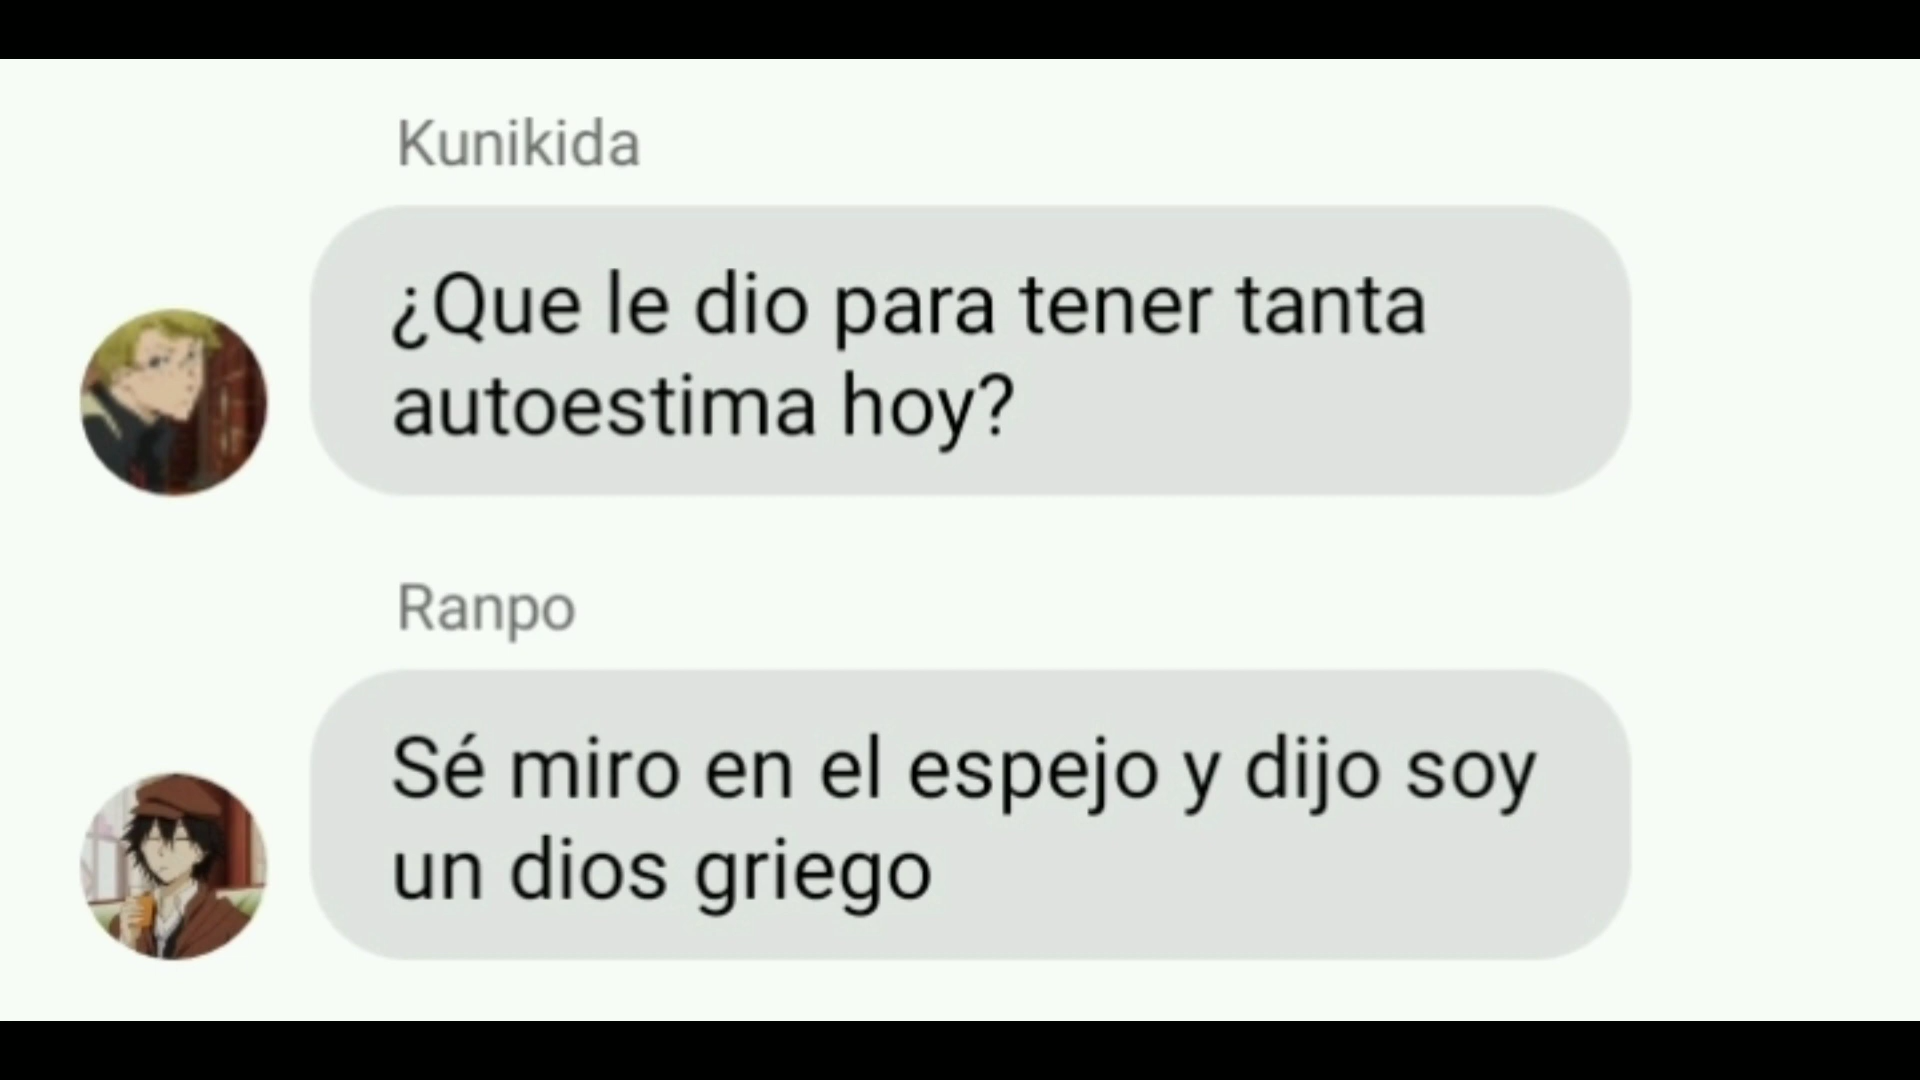 Kunikida
¿Que le dio para tener tanta
autoestima hoy?
Ranpo
Sé miro en el espejo y dijo soy
un dios griego